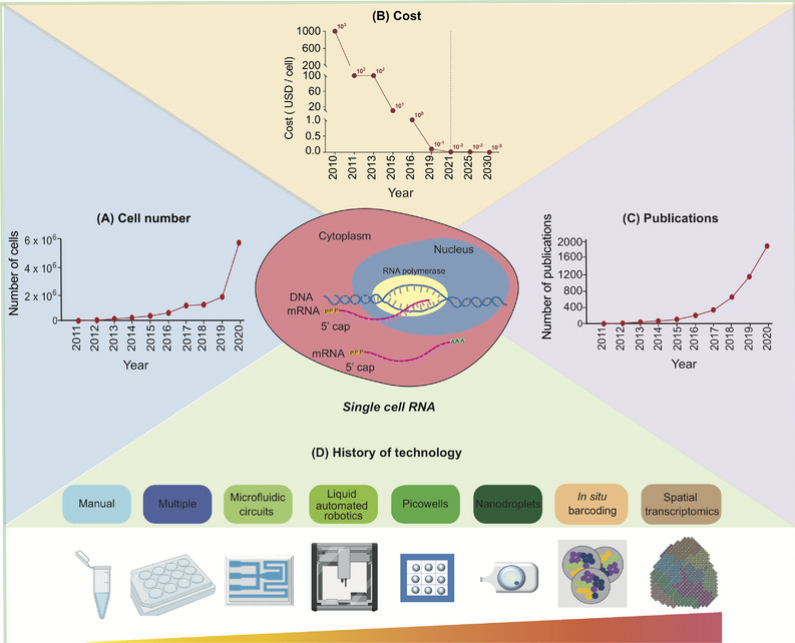 (B) Cost
Cost ( USD / cell)
1000
600
200
100
60
20
1.0
0.5
0.0
10³
10²
10²
10¹
10⁰
10⁻¹
10⁻²
10⁻²
10⁻³
2010
2011
2013
2015
2016
2019
2021
2025
2030
Year
(A) Cell number
Number of cells
6 x 10⁶
4 x 10⁶
2 x 10⁶
0
2011
2012
2013
2014
2015
2016
2017
2018
2019
2020
Year
(C) Publications
Number of publications
2000
1600
1200
800
400
0
2011
2012
2013
2014
2015
2016
2017
2018
2019
2020
Year
Cytoplasm
Nucleus
RNA polymerase
DNA
mRNA
PPP
5' cap
mRNA
PPP
AAA
5' cap
Single cell RNA
(D) History of technology
Manual
Multiple
Microfluidic
circuits
Liquid
automated
robotics
Picowells
Nanodroplets
In situ
barcoding
Spatial
transcriptomics